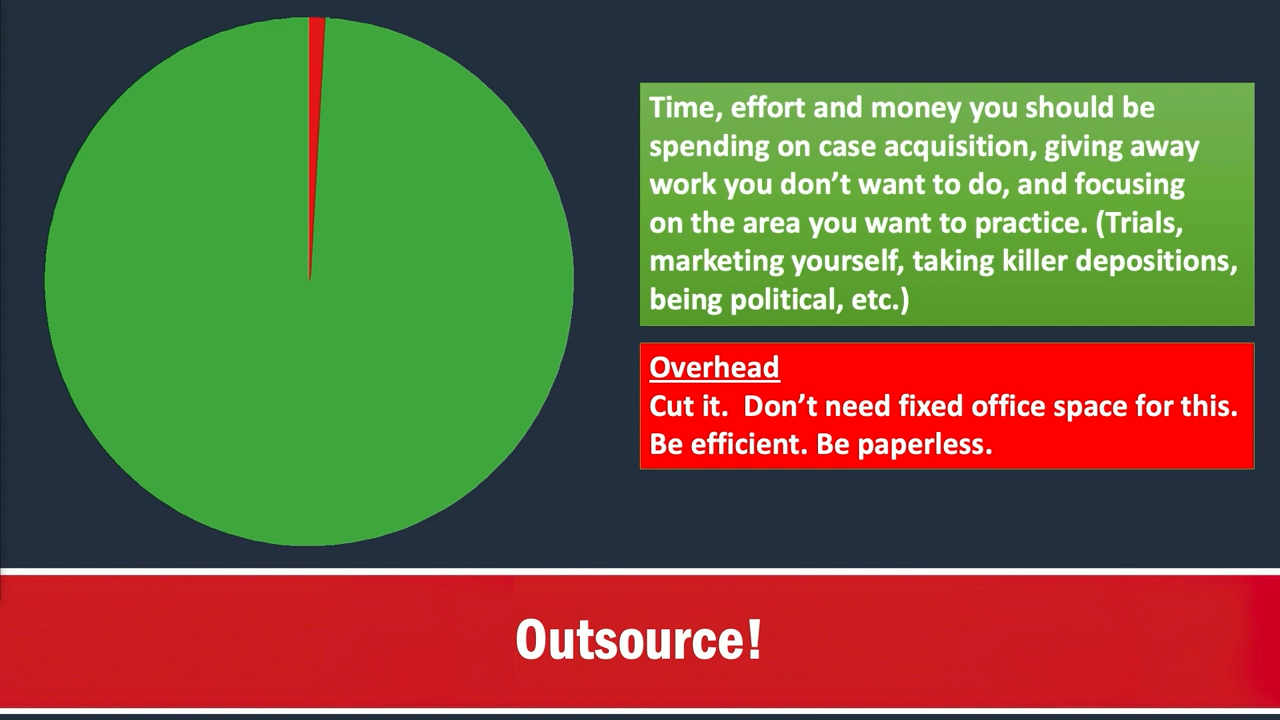 Time, effort and money you should be
spending on case acquisition, giving away
work you don’t want to do, and focusing
on the area you want to practice. (Trials,
marketing yourself, taking killer depositions,
being political, etc.)
Overhead
Cut it.  Don’t need fixed office space for this.
Be efficient. Be paperless.
Outsource!